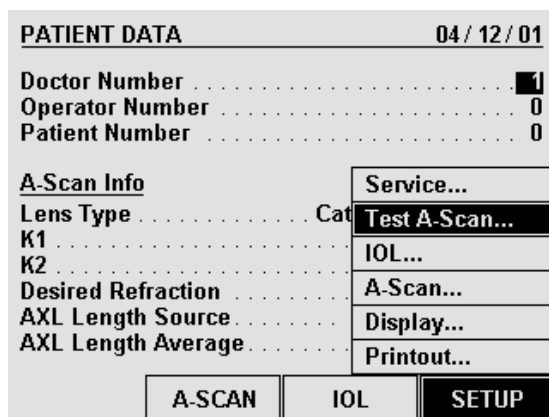 PATIENT DATA 04/12/01
Doctor Number . . . . . . . . . . . . . . . . . . . . . . . . 1
Operator Number . . . . . . . . . . . . . . . . . . . . . . 0
Patient Number . . . . . . . . . . . . . . . . . . . . . . . 0
A-Scan Info
Lens Type . . . . . . . . . . . . Cat
K1 . . . . . . . . . . . . . . . . . . . .
K2 . . . . . . . . . . . . . . . . . . . .
Desired Refraction . . . . . . . .
AXL Length Source . . . . . . .
AXL Length Average . . . . . .
Service...
Test A-Scan...
IOL...
A-Scan...
Display...
Printout...
A-SCAN IOL SETUP